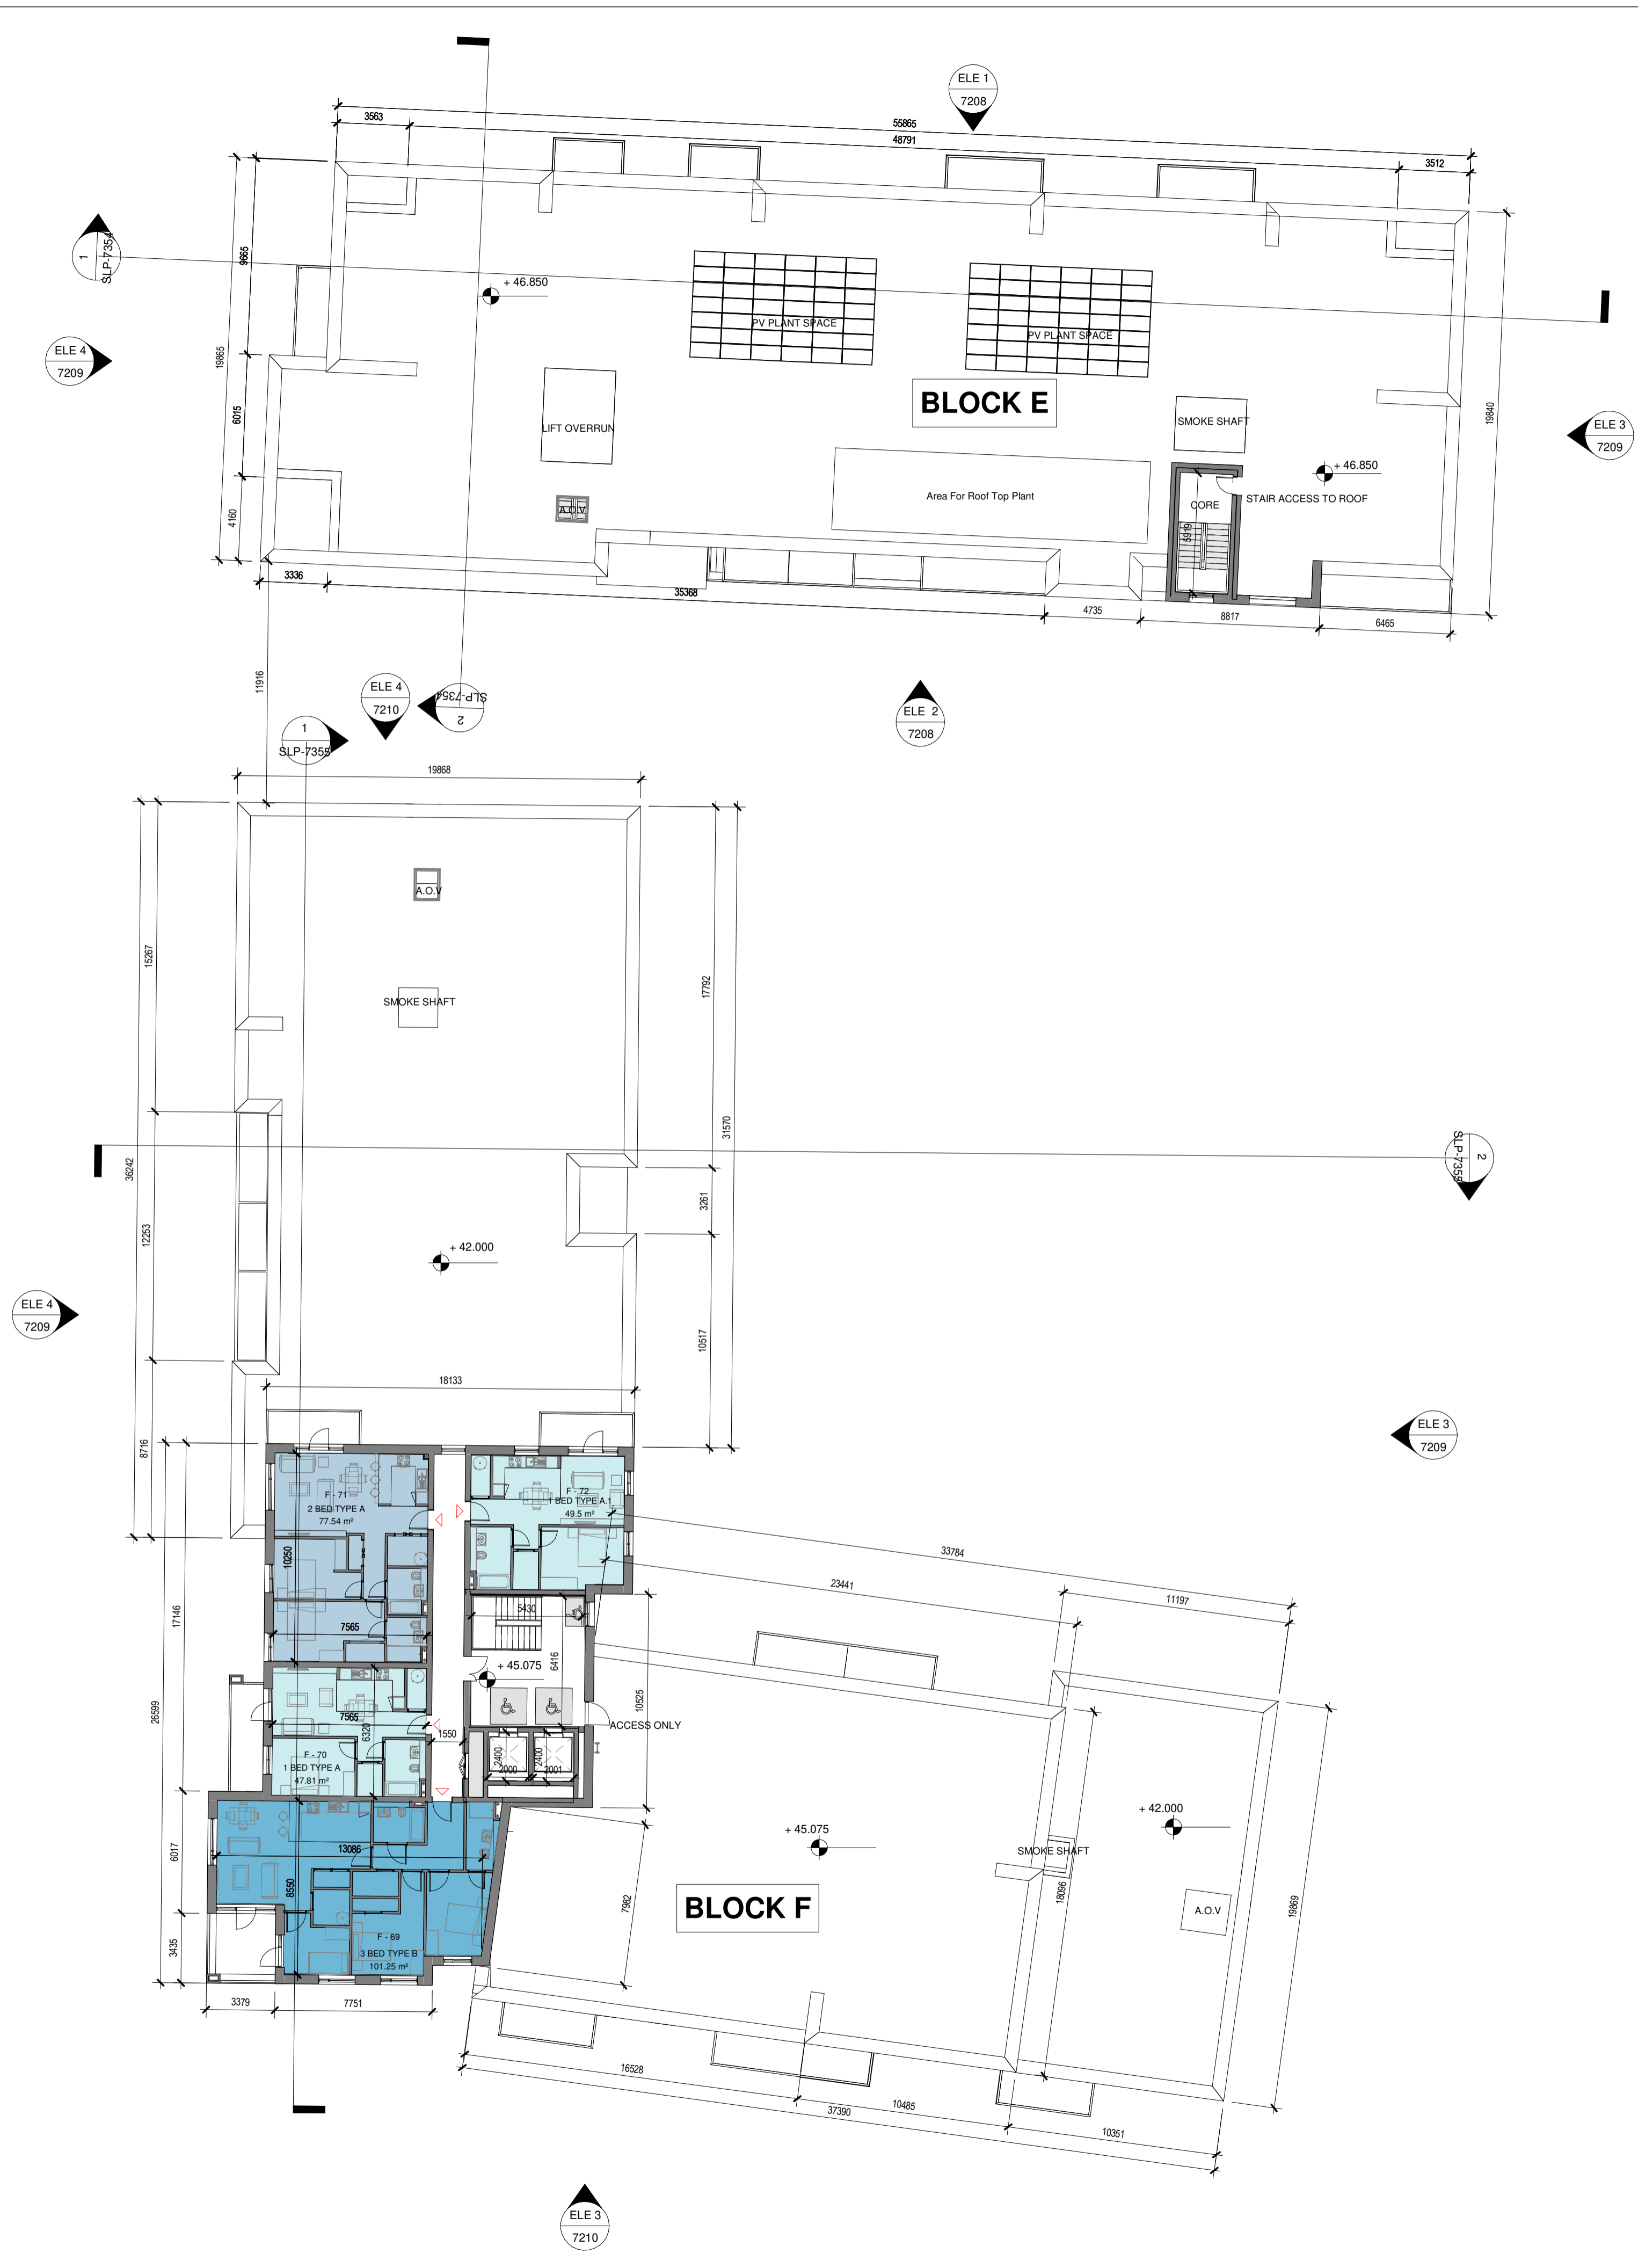 ELE 1
7208
55865
3563
48791
3512
1
SLP-7354
9665
+ 46.850
PV PLANT SPACE
PV PLANT SPACE
ELE 4
7209
19865
BLOCK E
6015
LIFT OVERRUN
SMOKE SHAFT
19840
ELE 3
7209
+ 46.850
Area For Roof Top Plant
STAIR ACCESS TO ROOF
CORE
A.O.V
4160
5919
3336
35368
4735
8817
6465
11916
ELE 4
7210
SLP-7354
2
ELE 2
7208
1
SLP-7355
19868
A.O.V
15267
17792
SMOKE SHAFT
31570
36242
2
SLP-7355
3261
12253
+ 42.000
ELE 4
7209
10517
18133
8716
ELE 3
7209
F - 71
2 BED TYPE A
77.54 m²
F - 72
1 BED TYPE A.1
49.5 m²
10250
33784
23441
11197
17146
5430
7565
6416
+ 45.075
10525
26599
7565
6320
1550
ACCESS ONLY
2400
2400
2000
2001
F - 70
1 BED TYPE A
47.81 m²
+ 42.000
+ 45.075
6017
13086
SMOKE SHAFT
8550
18096
BLOCK F
7982
19869
A.O.V
F - 69
3 BED TYPE B
101.25 m²
3435
3379
7751
16528
10485
37390
10351
ELE 3
7210